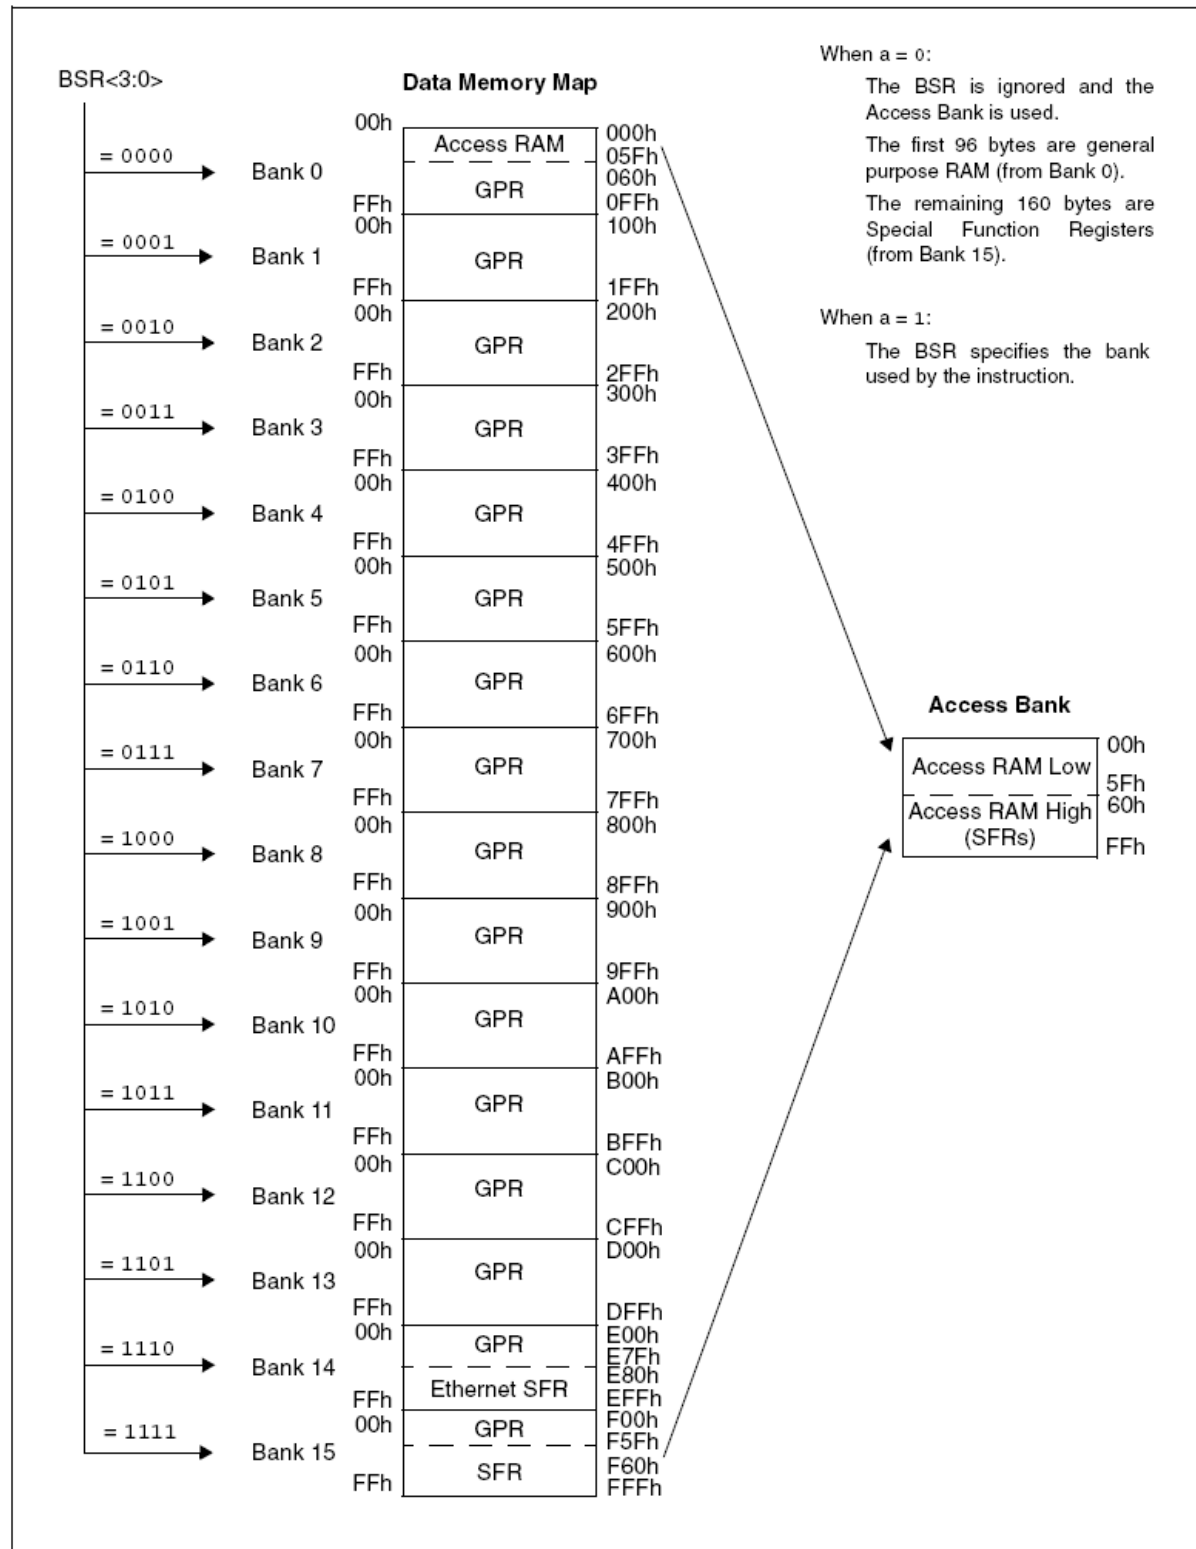 BSR<3:0>
Data Memory Map
When a = 0:
The BSR is ignored and the
Access Bank is used.
The first 96 bytes are general
purpose RAM (from Bank 0).
The remaining 160 bytes are
Special Function Registers
(from Bank 15).
When a = 1:
The BSR specifies the bank
used by the instruction.
= 0000
Bank 0
00h
Access RAM
000h
05Fh
060h
GPR
FFh
0FFh
= 0001
Bank 1
00h
100h
GPR
FFh
1FFh
= 0010
Bank 2
00h
200h
GPR
FFh
2FFh
= 0011
Bank 3
00h
300h
GPR
FFh
3FFh
= 0100
Bank 4
00h
400h
GPR
FFh
4FFh
= 0101
Bank 5
00h
500h
GPR
FFh
5FFh
= 0110
Bank 6
00h
600h
GPR
FFh
6FFh
= 0111
Bank 7
00h
700h
GPR
FFh
7FFh
= 1000
Bank 8
00h
800h
GPR
FFh
8FFh
= 1001
Bank 9
00h
900h
GPR
FFh
9FFh
= 1010
Bank 10
00h
A00h
GPR
FFh
AFFh
= 1011
Bank 11
00h
B00h
GPR
FFh
BFFh
= 1100
Bank 12
00h
C00h
GPR
FFh
CFFh
= 1101
Bank 13
00h
D00h
GPR
FFh
DFFh
= 1110
Bank 14
00h
E00h
GPR
E7Fh
E80h
Ethernet SFR
FFh
EFFh
= 1111
Bank 15
00h
F00h
GPR
F5Fh
F60h
SFR
FFh
FFFh
Access Bank
00h
Access RAM Low
5Fh
60h
Access RAM High
(SFRs)
FFh